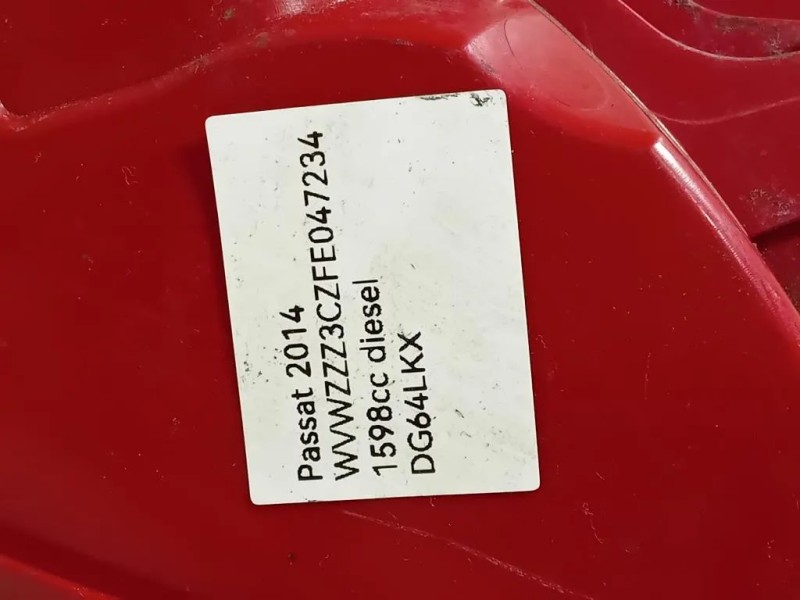 Passat 2014
WVWZZZ3CZFE047234
1598cc diesel
DG64LKX